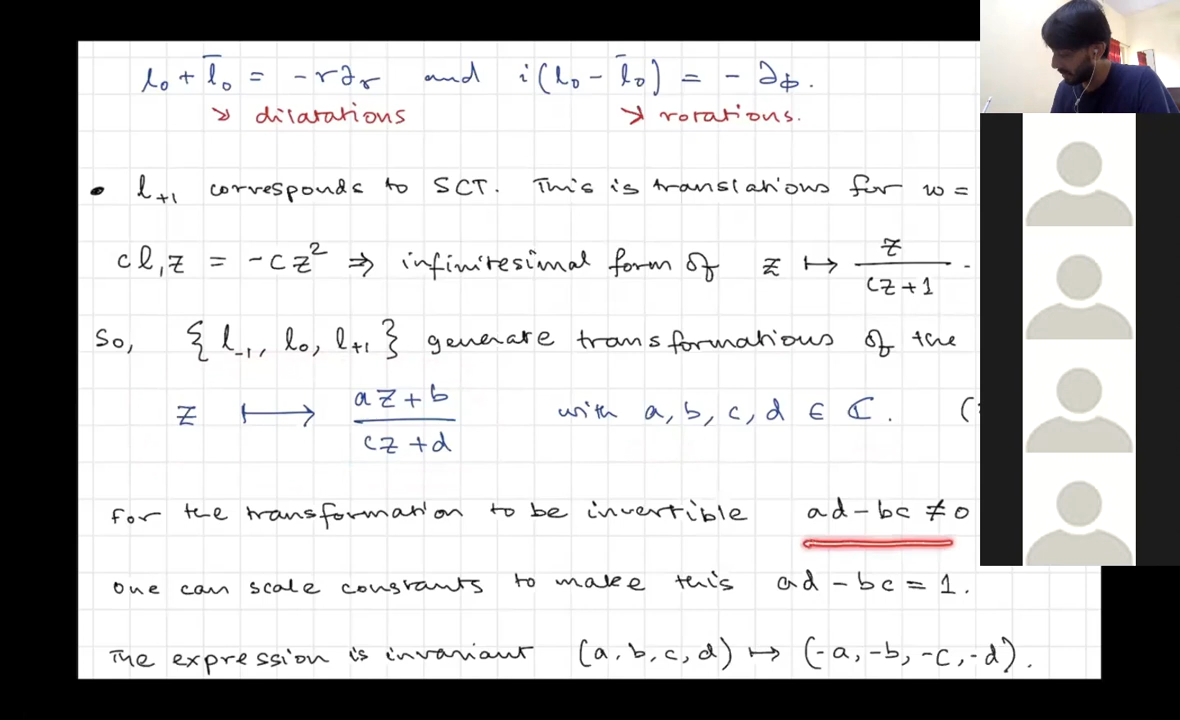 l₀ + l̄₀ = -r∂ᵣ and i(l₀ - l̄₀) = -∂ϕ.
↘ dilatations ↘ rotations.
• l₊₁ corresponds to SCT. This is translations for w =
cl₁z = -cz² ⇒ infinitesimal form of z ↦ z/(cz+1).
So, {l₋₁, l₀, l₊₁} generate transformations of the
z ⟼ (az+b)/(cz+d) with a, b, c, d ∈ ℂ. (
for the transformation to be invertible ad - bc ≠ 0
one can scale constants to make this ad - bc = 1.
The expression is invariant (a, b, c, d) ↦ (-a, -b, -c, -d).